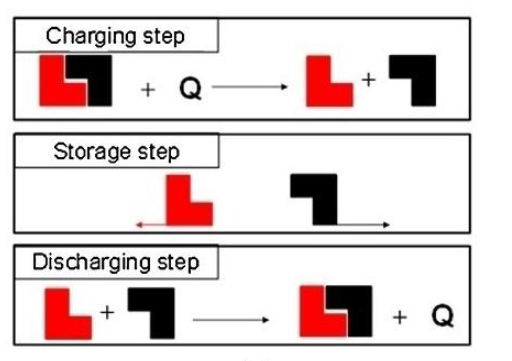 Charging step
+ Q +
Storage step
Discharging step
+ + Q